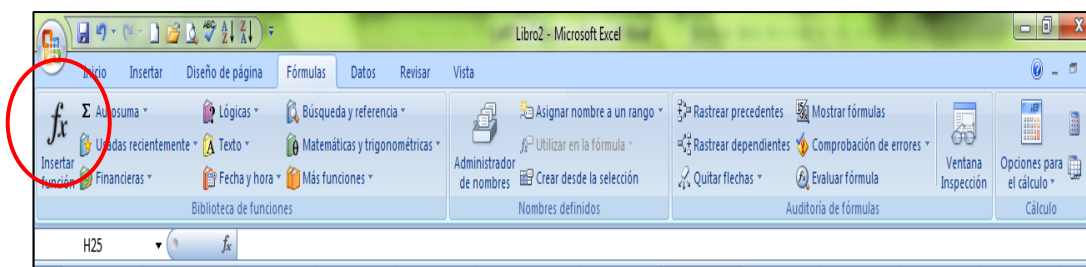 Libro2 - Microsoft Excel
Inicio Insertar Diseño de página Fórmulas Datos Revisar Vista
fx Insertar función
Σ Autosuma
Usadas recientemente
Financieras
Lógicas
Texto
Fecha y hora
Búsqueda y referencia
Matemáticas y trigonométricas
Más funciones
Biblioteca de funciones
Administrador
de nombres
Asignar nombre a un rango
Utilizar en la fórmula
Crear desde la selección
Nombres definidos
Rastrear precedentes
Rastrear dependientes
Quitar flechas
Mostrar fórmulas
Comprobación de errores
Evaluar fórmula
Auditoría de fórmulas
Ventana
Inspección
Opciones para
el cálculo
Cálculo
H25 fx